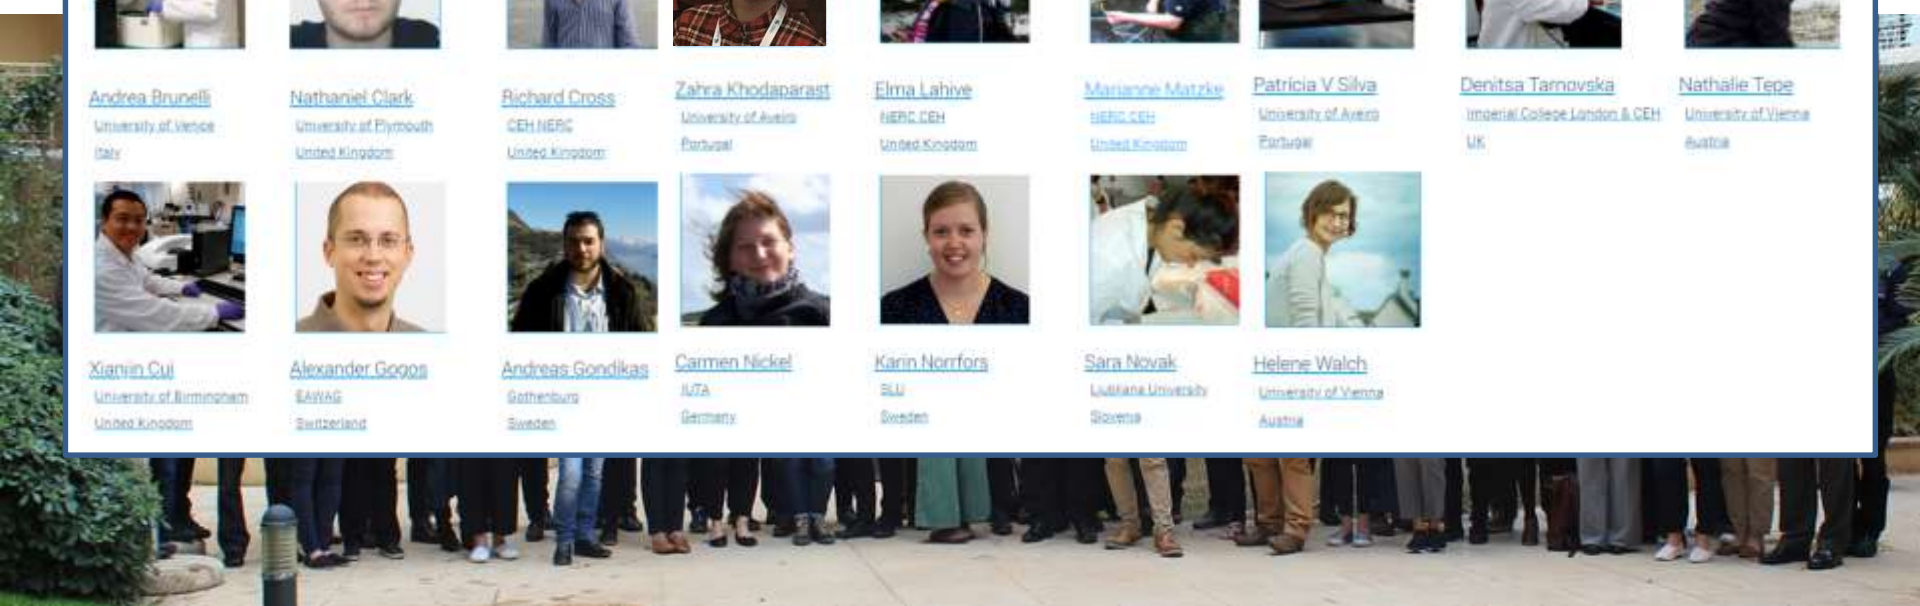 Andrea Brunelli
University of Venice
Italy
Nathaniel Clark
University of Plymouth
United Kingdom
Richard Cross
CEH NERC
United Kingdom
Zahra Khodaparast
University of Aveiro
Portugal
Elma Lahive
NERC CEH
United Kingdom
Marianne Matzke
NERC CEH
United Kingdom
Patrícia V Silva
University of Aveiro
Portugal
Denitsa Tarnovska
Imperial College London & CEH
UK
Nathalie Tepe
University of Vienna
Austria
Xianjin Cui
University of Birmingham
United Kingdom
Alexander Gogos
EAWAG
Switzerland
Andreas Gondikas
Gothenburg
Sweden
Carmen Nickel
IUTA
Germany
Karin Norrfors
SLU
Sweden
Sara Novak
Ljubljana University
Slovenia
Helene Walch
University of Vienna
Austria